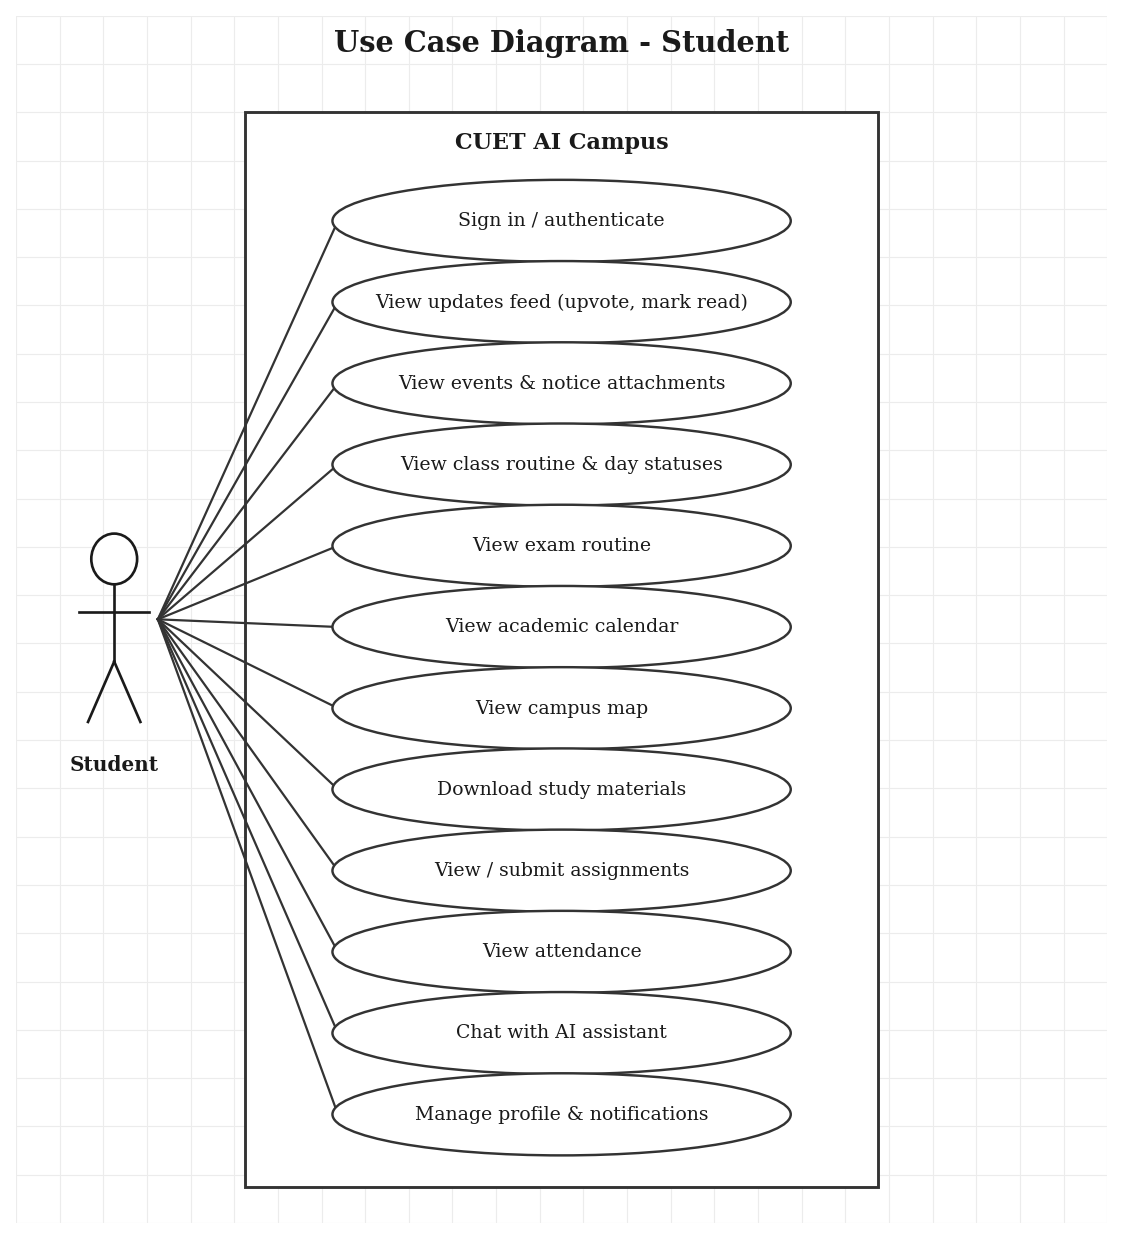 Use Case Diagram - Student
CUET AI Campus
Sign in / authenticate
View updates feed (upvote, mark read)
View events & notice attachments
View class routine & day statuses
View exam routine
View academic calendar
View campus map
Download study materials
View / submit assignments
View attendance
Chat with AI assistant
Manage profile & notifications
Student